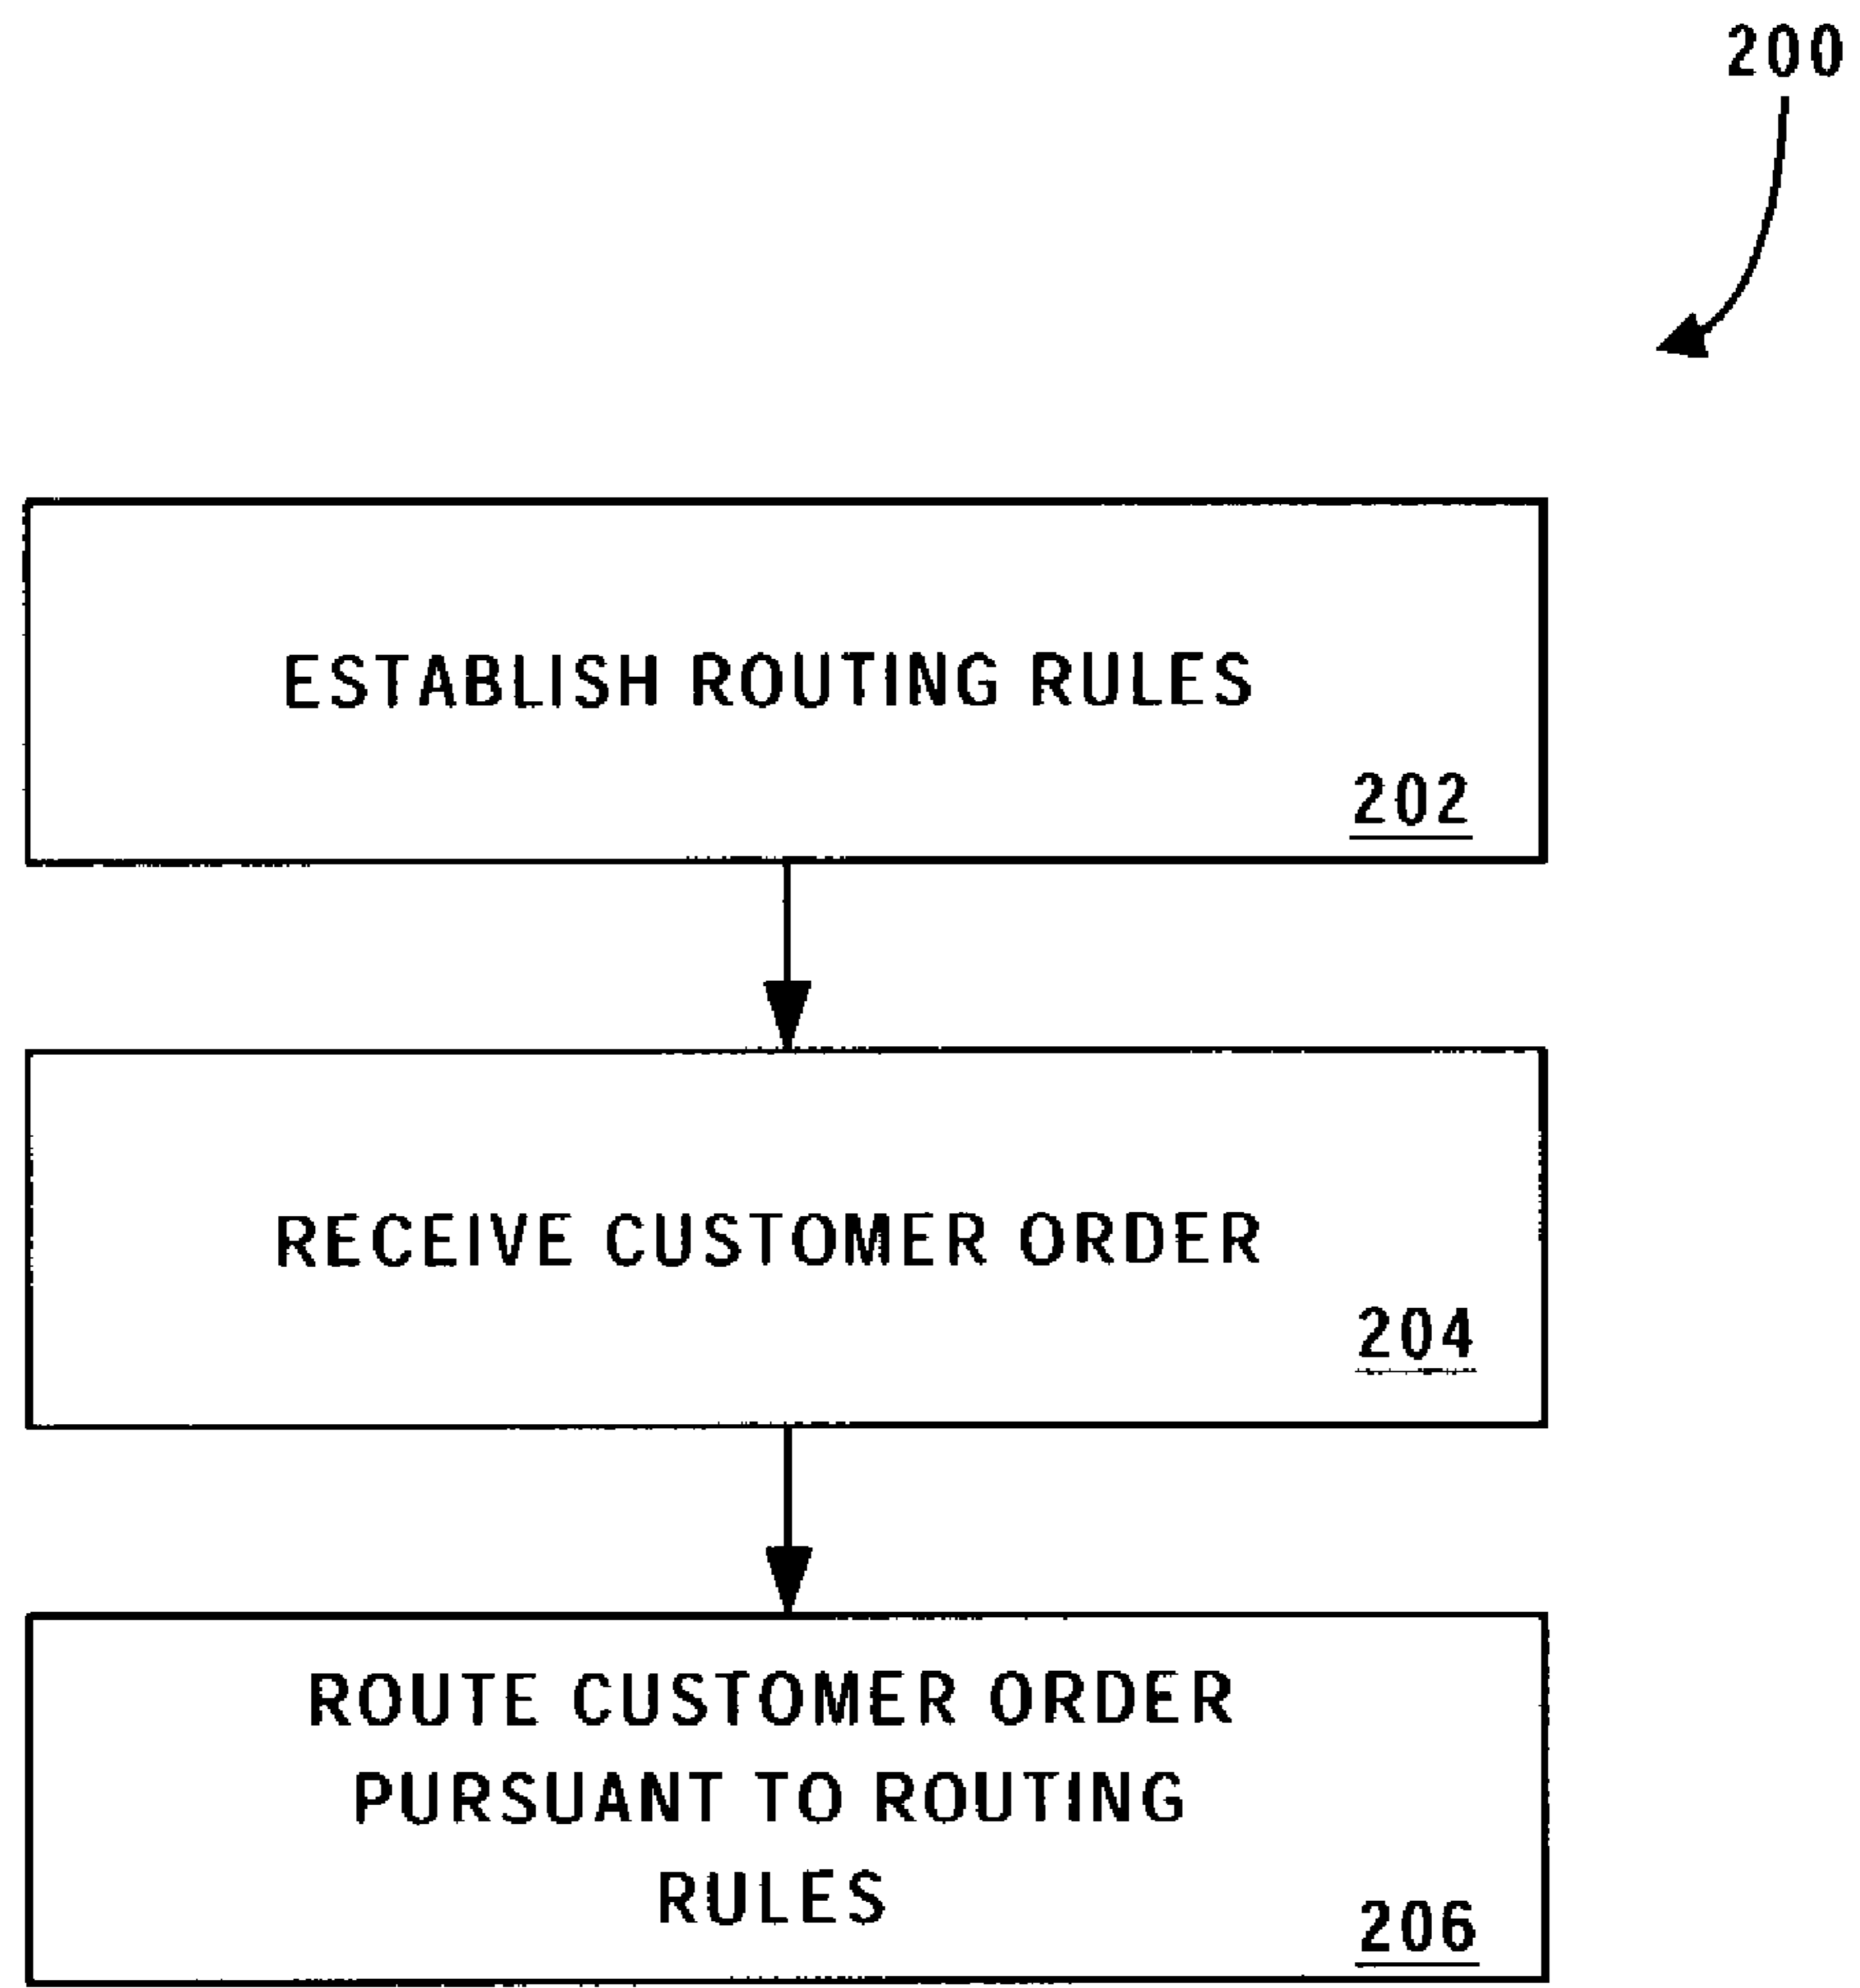 200
ESTABLISH ROUTING RULES
202
RECEIVE CUSTOMER ORDER
204
ROUTE CUSTOMER ORDER
PURSUANT TO ROUTING
RULES
206